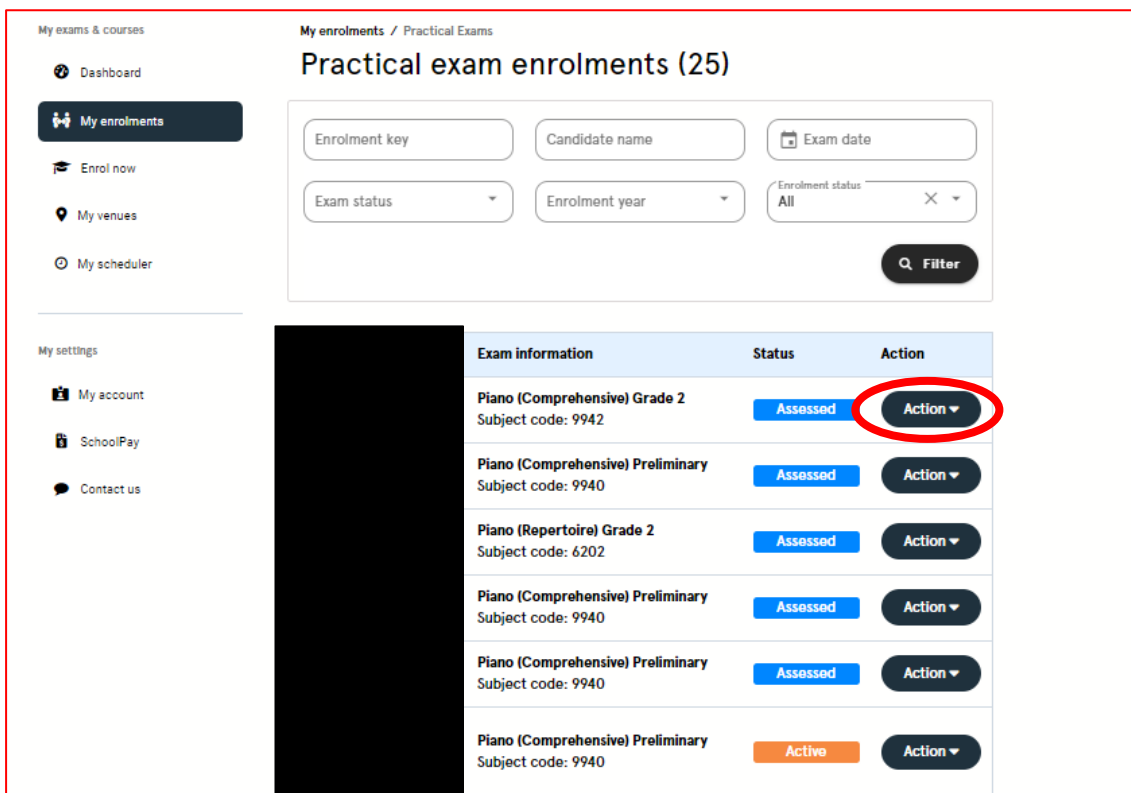 My exams & courses
Dashboard
My enrolments
Enrol now
My venues
My scheduler
My settings
My account
SchoolPay
Contact us
My enrolments / Practical Exams
Practical exam enrolments (25)
Enrolment key
Candidate name
Exam date
Exam status
Enrolment year
Enrolment status
All
Filter
Exam information Status Action
Piano (Comprehensive) Grade 2
Subject code: 9942
Assessed
Action
Piano (Comprehensive) Preliminary
Subject code: 9940
Assessed
Action
Piano (Repertoire) Grade 2
Subject code: 6202
Assessed
Action
Piano (Comprehensive) Preliminary
Subject code: 9940
Assessed
Action
Piano (Comprehensive) Preliminary
Subject code: 9940
Assessed
Action
Piano (Comprehensive) Preliminary
Subject code: 9940
Active
Action